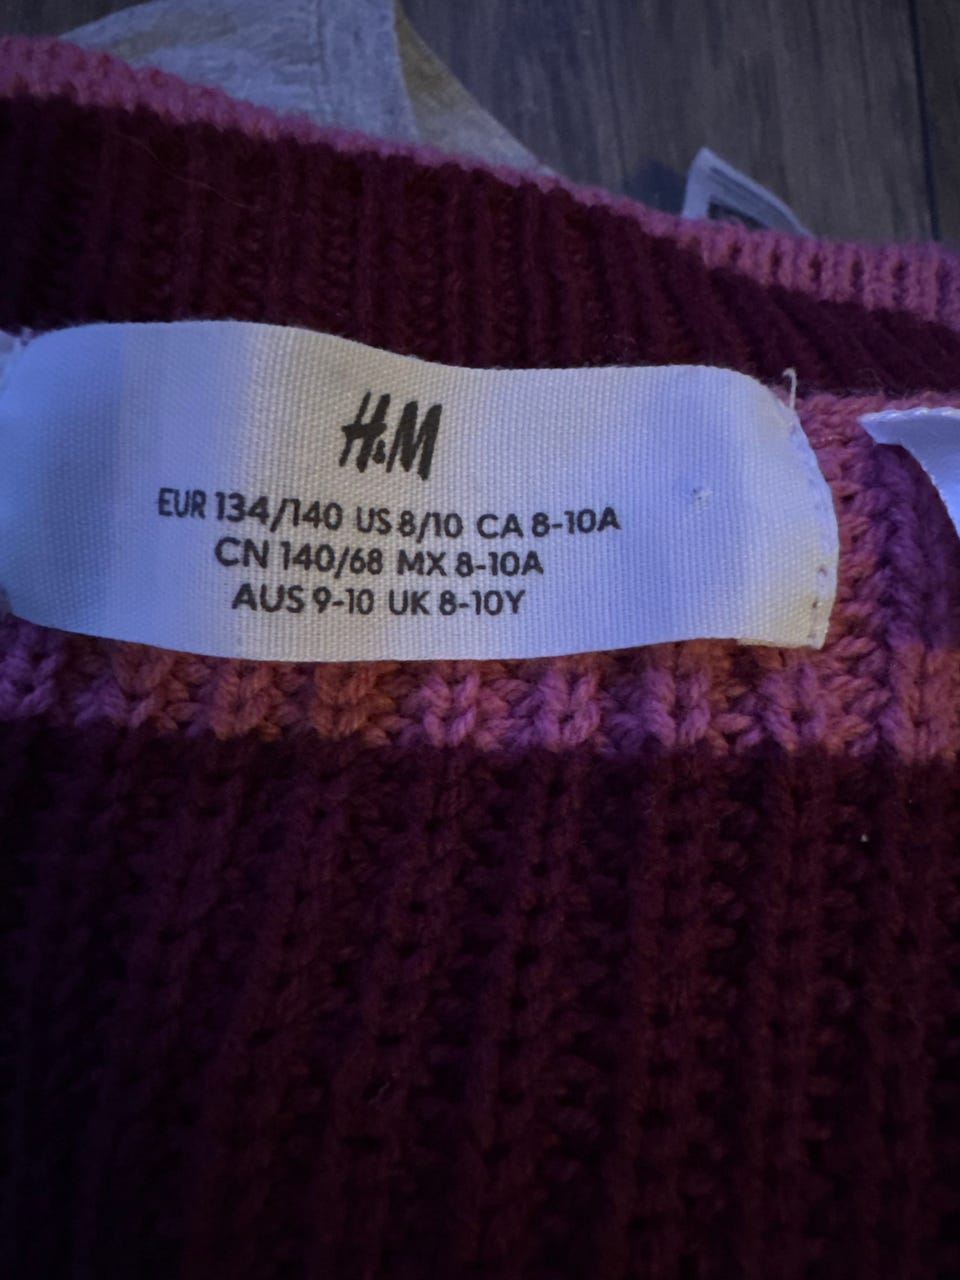 H&M
EUR 134/140 US 8/10 CA 8-10A
CN 140/68 MX 8-10A
AUS 9-10 UK 8-10Y